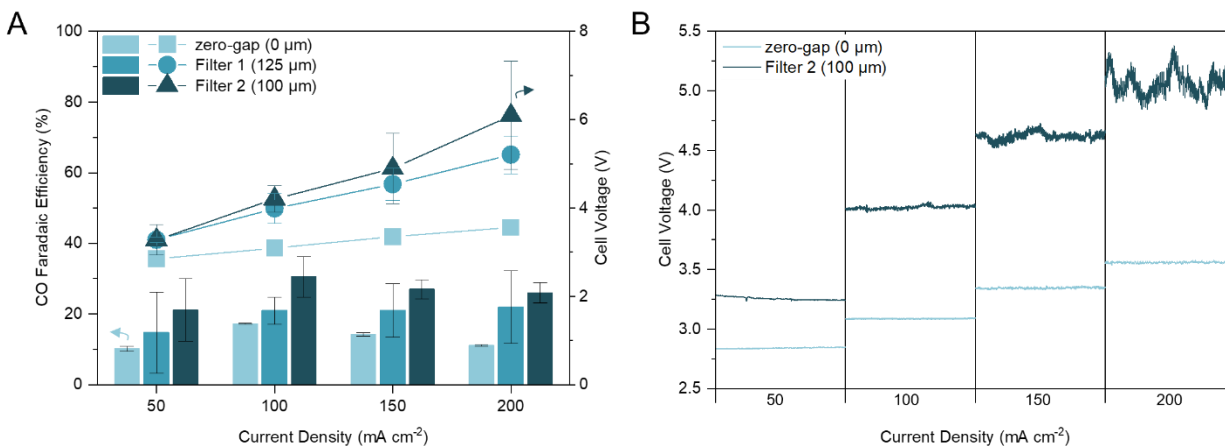 A
100
80
60
40
20
0
CO Faradaic Efficiency (%)
zero-gap (0 μm)
Filter 1 (125 μm)
Filter 2 (100 μm)
8
6
4
2
0
Cell Voltage (V)
50
100
150
200
Current Density (mA cm⁻²)
B
5.5
5.0
4.5
4.0
3.5
3.0
2.5
Cell Voltage (V)
zero-gap (0 μm)
Filter 2 (100 μm)
50
100
150
200
Current Density (mA cm⁻²)